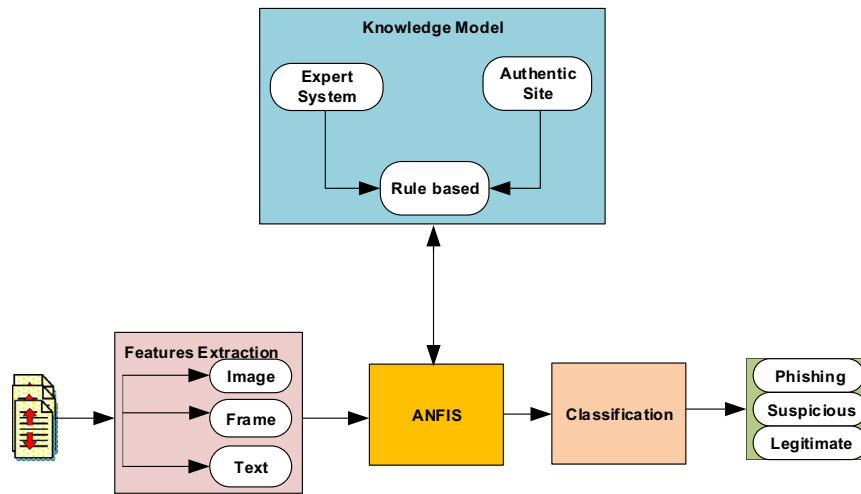 Knowledge Model
Expert
System
Authentic
Site
Rule based
Features Extraction
Image
Frame
Text
ANFIS
Classification
Phishing
Suspicious
Legitimate